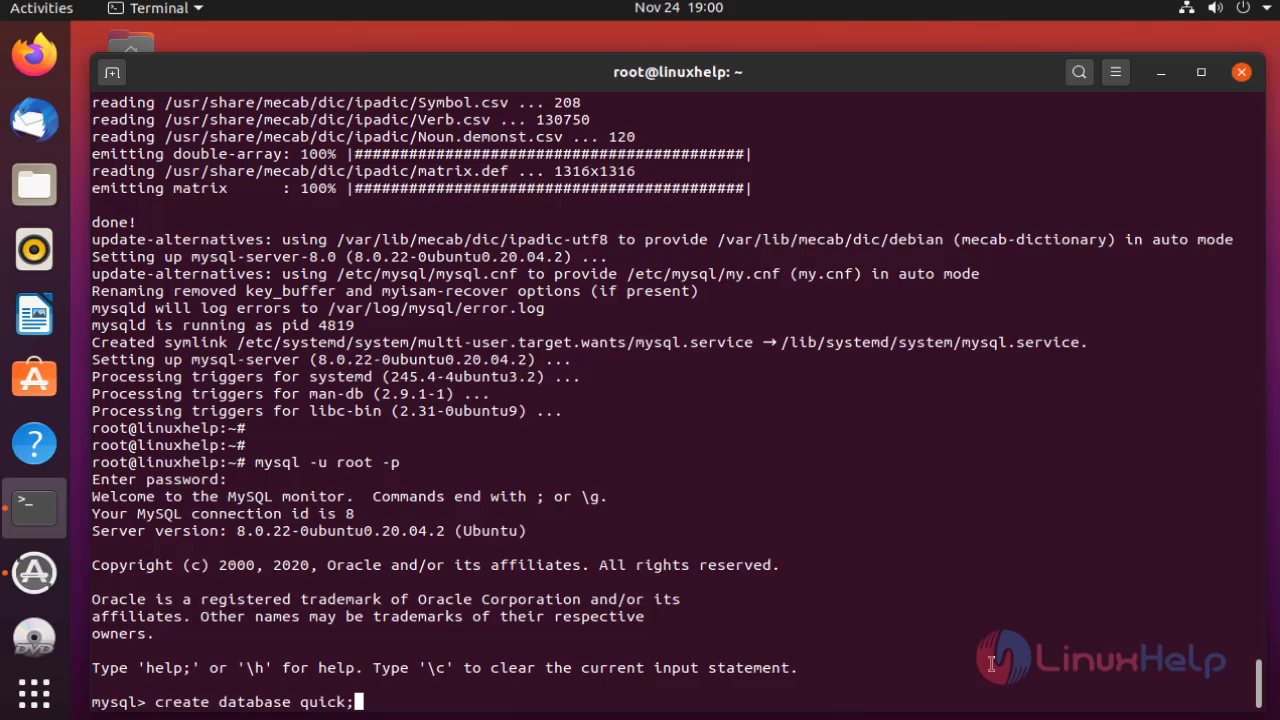 Activities
Terminal
Nov 24 19:00
root@linuxhelp: ~
reading /usr/share/mecab/dic/ipadic/Symbol.csv ... 208
reading /usr/share/mecab/dic/ipadic/Verb.csv ... 130750
reading /usr/share/mecab/dic/ipadic/Noun.demonst.csv ... 120
emitting double-array: 100% |###########################################|
reading /usr/share/mecab/dic/ipadic/matrix.def ... 1316x1316
emitting matrix      : 100% |###########################################|
done!
update-alternatives: using /var/lib/mecab/dic/ipadic-utf8 to provide /var/lib/mecab/dic/debian (mecab-dictionary) in auto mode
Setting up mysql-server-8.0 (8.0.22-0ubuntu0.20.04.2) ...
update-alternatives: using /etc/mysql/mysql.cnf to provide /etc/mysql/my.cnf (my.cnf) in auto mode
Renaming removed key_buffer and myisam-recover options (if present)
mysqld will log errors to /var/log/mysql/error.log
mysqld is running as pid 4819
Created symlink /etc/systemd/system/multi-user.target.wants/mysql.service → /lib/systemd/system/mysql.service.
Setting up mysql-server (8.0.22-0ubuntu0.20.04.2) ...
Processing triggers for systemd (245.4-4ubuntu3.2) ...
Processing triggers for man-db (2.9.1-1) ...
Processing triggers for libc-bin (2.31-0ubuntu9) ...
root@linuxhelp:~#
root@linuxhelp:~#
root@linuxhelp:~# mysql -u root -p
Enter password:
Welcome to the MySQL monitor.  Commands end with ; or \g.
Your MySQL connection id is 8
Server version: 8.0.22-0ubuntu0.20.04.2 (Ubuntu)
Copyright (c) 2000, 2020, Oracle and/or its affiliates. All rights reserved.
Oracle is a registered trademark of Oracle Corporation and/or its
affiliates. Other names may be trademarks of their respective
owners.
Type 'help;' or '\h' for help. Type '\c' to clear the current input statement.
mysql> create database quick;
LinuxHelp
DVD